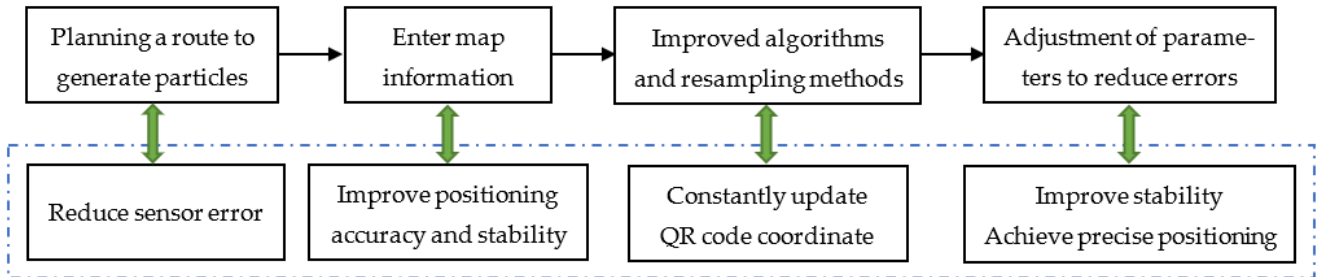 Planning a route to
generate particles
Enter map
information
Improved algorithms
and resampling methods
Adjustment of parame-
ters to reduce errors
Reduce sensor error
Improve positioning
accuracy and stability
Constantly update
QR code coordinate
Improve stability
Achieve precise positioning